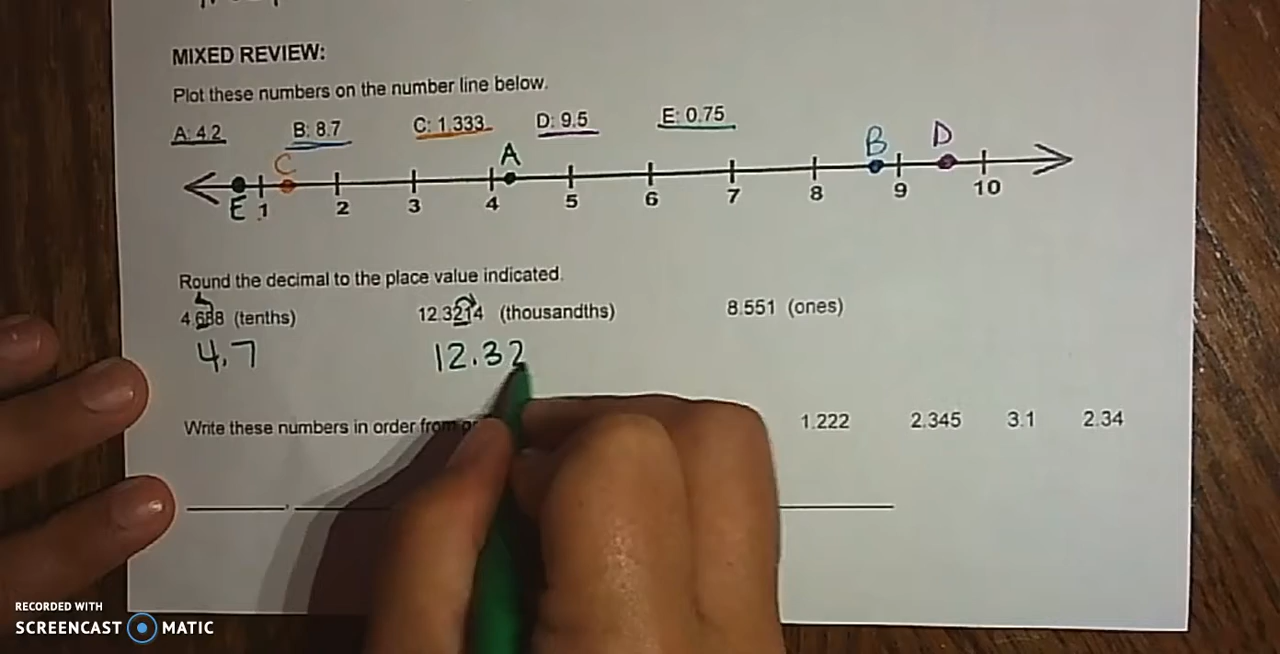 MIXED REVIEW:
Plot these numbers on the number line below.
A: 4.2 B: 8.7 C: 1.333 D: 9.5 E: 0.75
C A B D
E 1 2 3 4 5 6 7 8 9 10
Round the decimal to the place value indicated.
4.688 (tenths) 12.3214 (thousandths) 8.551 (ones)
4.7 12.32
Write these numbers in order from 1.222 2.345 3.1 2.34
RECORDED WITH
SCREENCAST MATIC